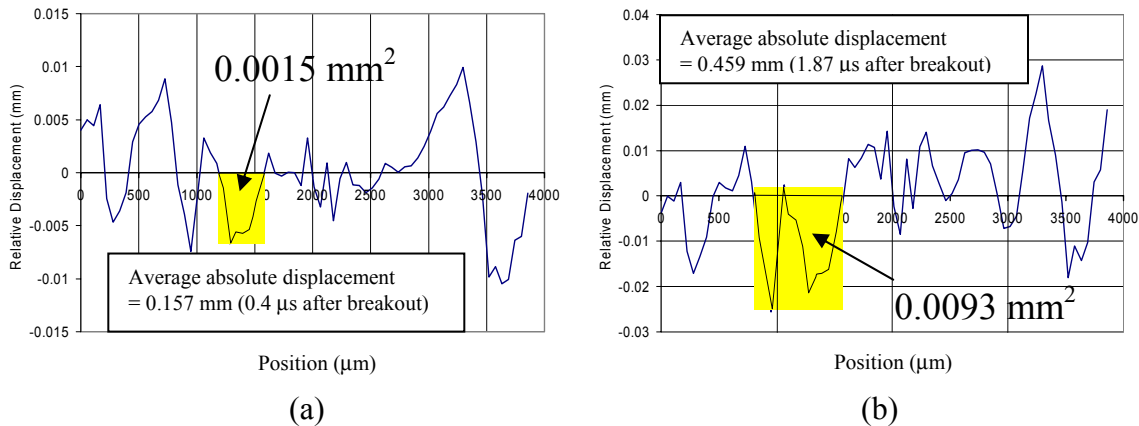 0.015
0.01
0.005
0
-0.005
-0.01
-0.015
Relative Displacement (mm)
0.0015 mm²
0 500 1000 1500 2000 2500 3000 3500 4000
Average absolute displacement
= 0.157 mm (0.4 μs after breakout)
Position (μm)
(a)
0.04
0.03
0.02
0.01
0
-0.01
-0.02
-0.03
Relative Displacement (mm)
Average absolute displacement
= 0.459 mm (1.87 μs after breakout)
0 500 0 2000 2500 3000 3500 4000
0.0093 mm²
Position (μm)
(b)